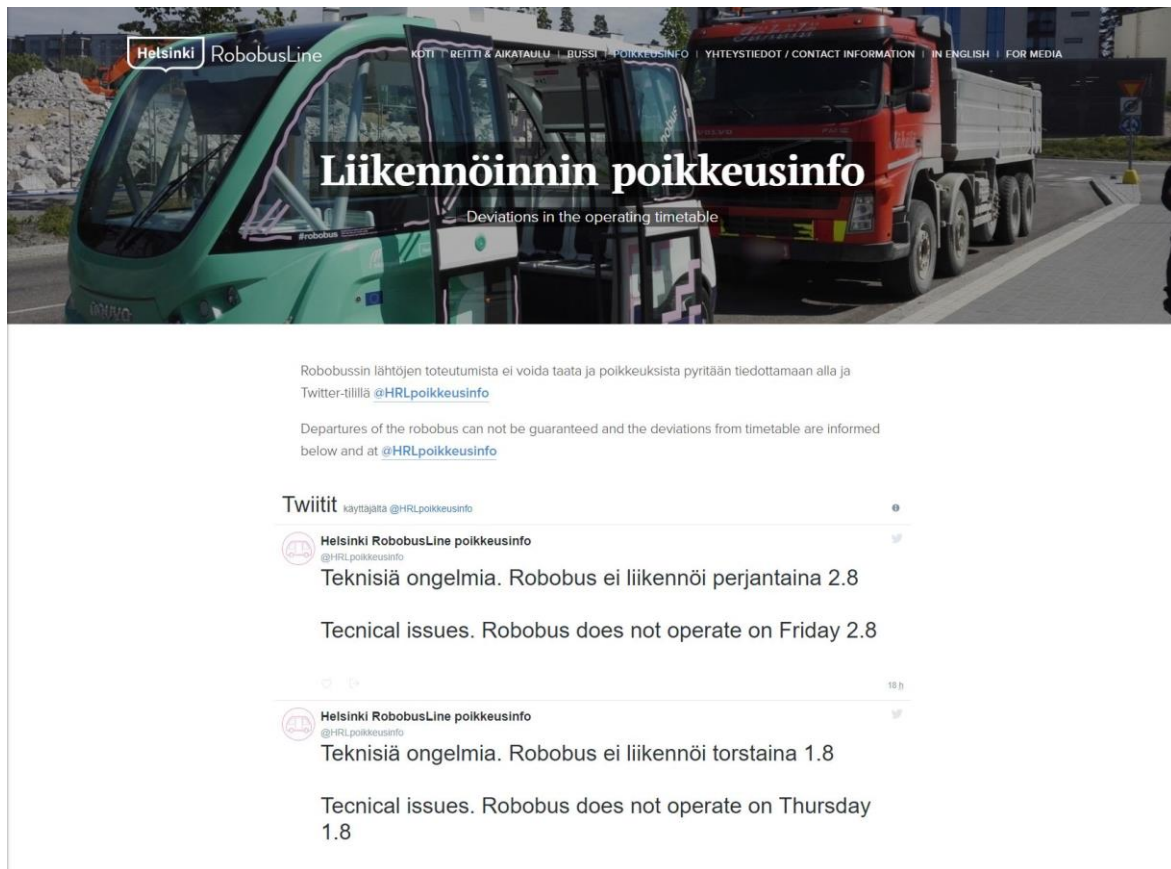 Helsinki RobobusLine
KOTI | REITTI & AIKATAULU | BUSSI | POIKKEUSINFO | YHTEYSTIEDOT / CONTACT INFORMATION | IN ENGLISH | FOR MEDIA
robobus
VOLVO
Liikennöinnin poikkeusinfo
Deviations in the operating timetable
#robobus
Robobussin lähtöjen toteutumista ei voida taata ja poikkeuksista pyritään tiedottamaan alla ja
Twitter-tilillä @HRLpoikkeusinfo
Departures of the robobus can not be guaranteed and the deviations from timetable are informed
below and at @HRLpoikkeusinfo
Twiitit käyttäjältä @HRLpoikkeusinfo
Helsinki RobobusLine poikkeusinfo
@HRLpoikkeusinfo
Teknisiä ongelmia. Robobus ei liikennöi perjantaina 2.8
Tecnical issues. Robobus does not operate on Friday 2.8
18 h
Helsinki RobobusLine poikkeusinfo
@HRLpoikkeusinfo
Teknisiä ongelmia. Robobus ei liikennöi torstaina 1.8
Tecnical issues. Robobus does not operate on Thursday
1.8